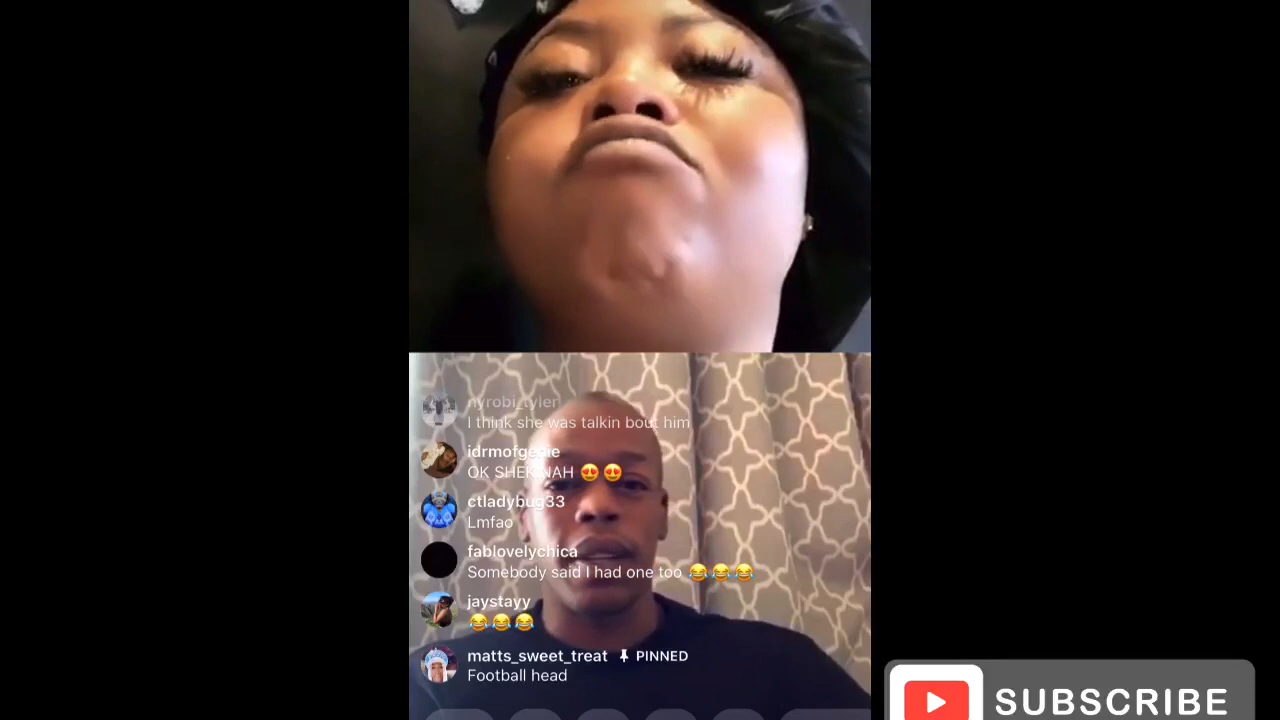 nyrobi_tyler
I think she was talkin bout him
idrmofgenie
OK SHEKINAH 😍😍
ctladybug33
Lmfao
fablovelychica
Somebody said I had one too 😂😂😂
jaystayy
😂😂😂
matts_sweet_treat PINNED
Football head
SUBSCRIBE